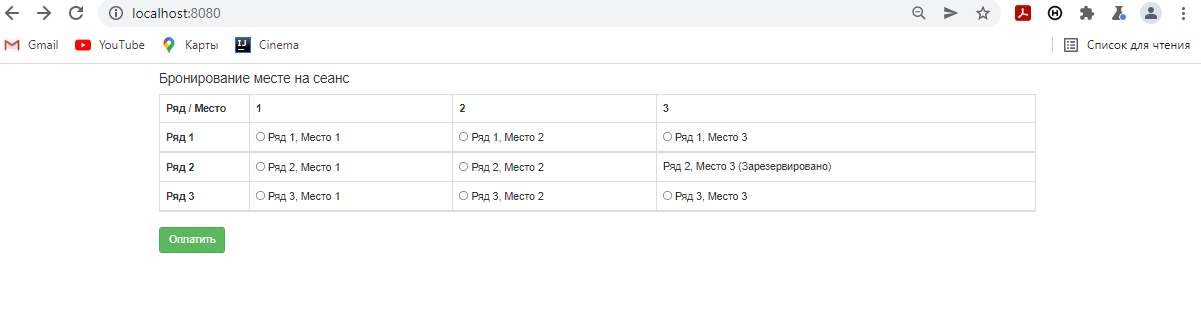 localhost:8080
Gmail YouTube Карты Cinema Список для чтения
Бронирование месте на сеанс
Ряд / Место 1 2 3
Ряд 1 Ряд 1, Место 1 Ряд 1, Место 2 Ряд 1, Место 3
Ряд 2 Ряд 2, Место 1 Ряд 2, Место 2 Ряд 2, Место 3 (Зарезервировано)
Ряд 3 Ряд 3, Место 1 Ряд 3, Место 2 Ряд 3, Место 3
Оплатить